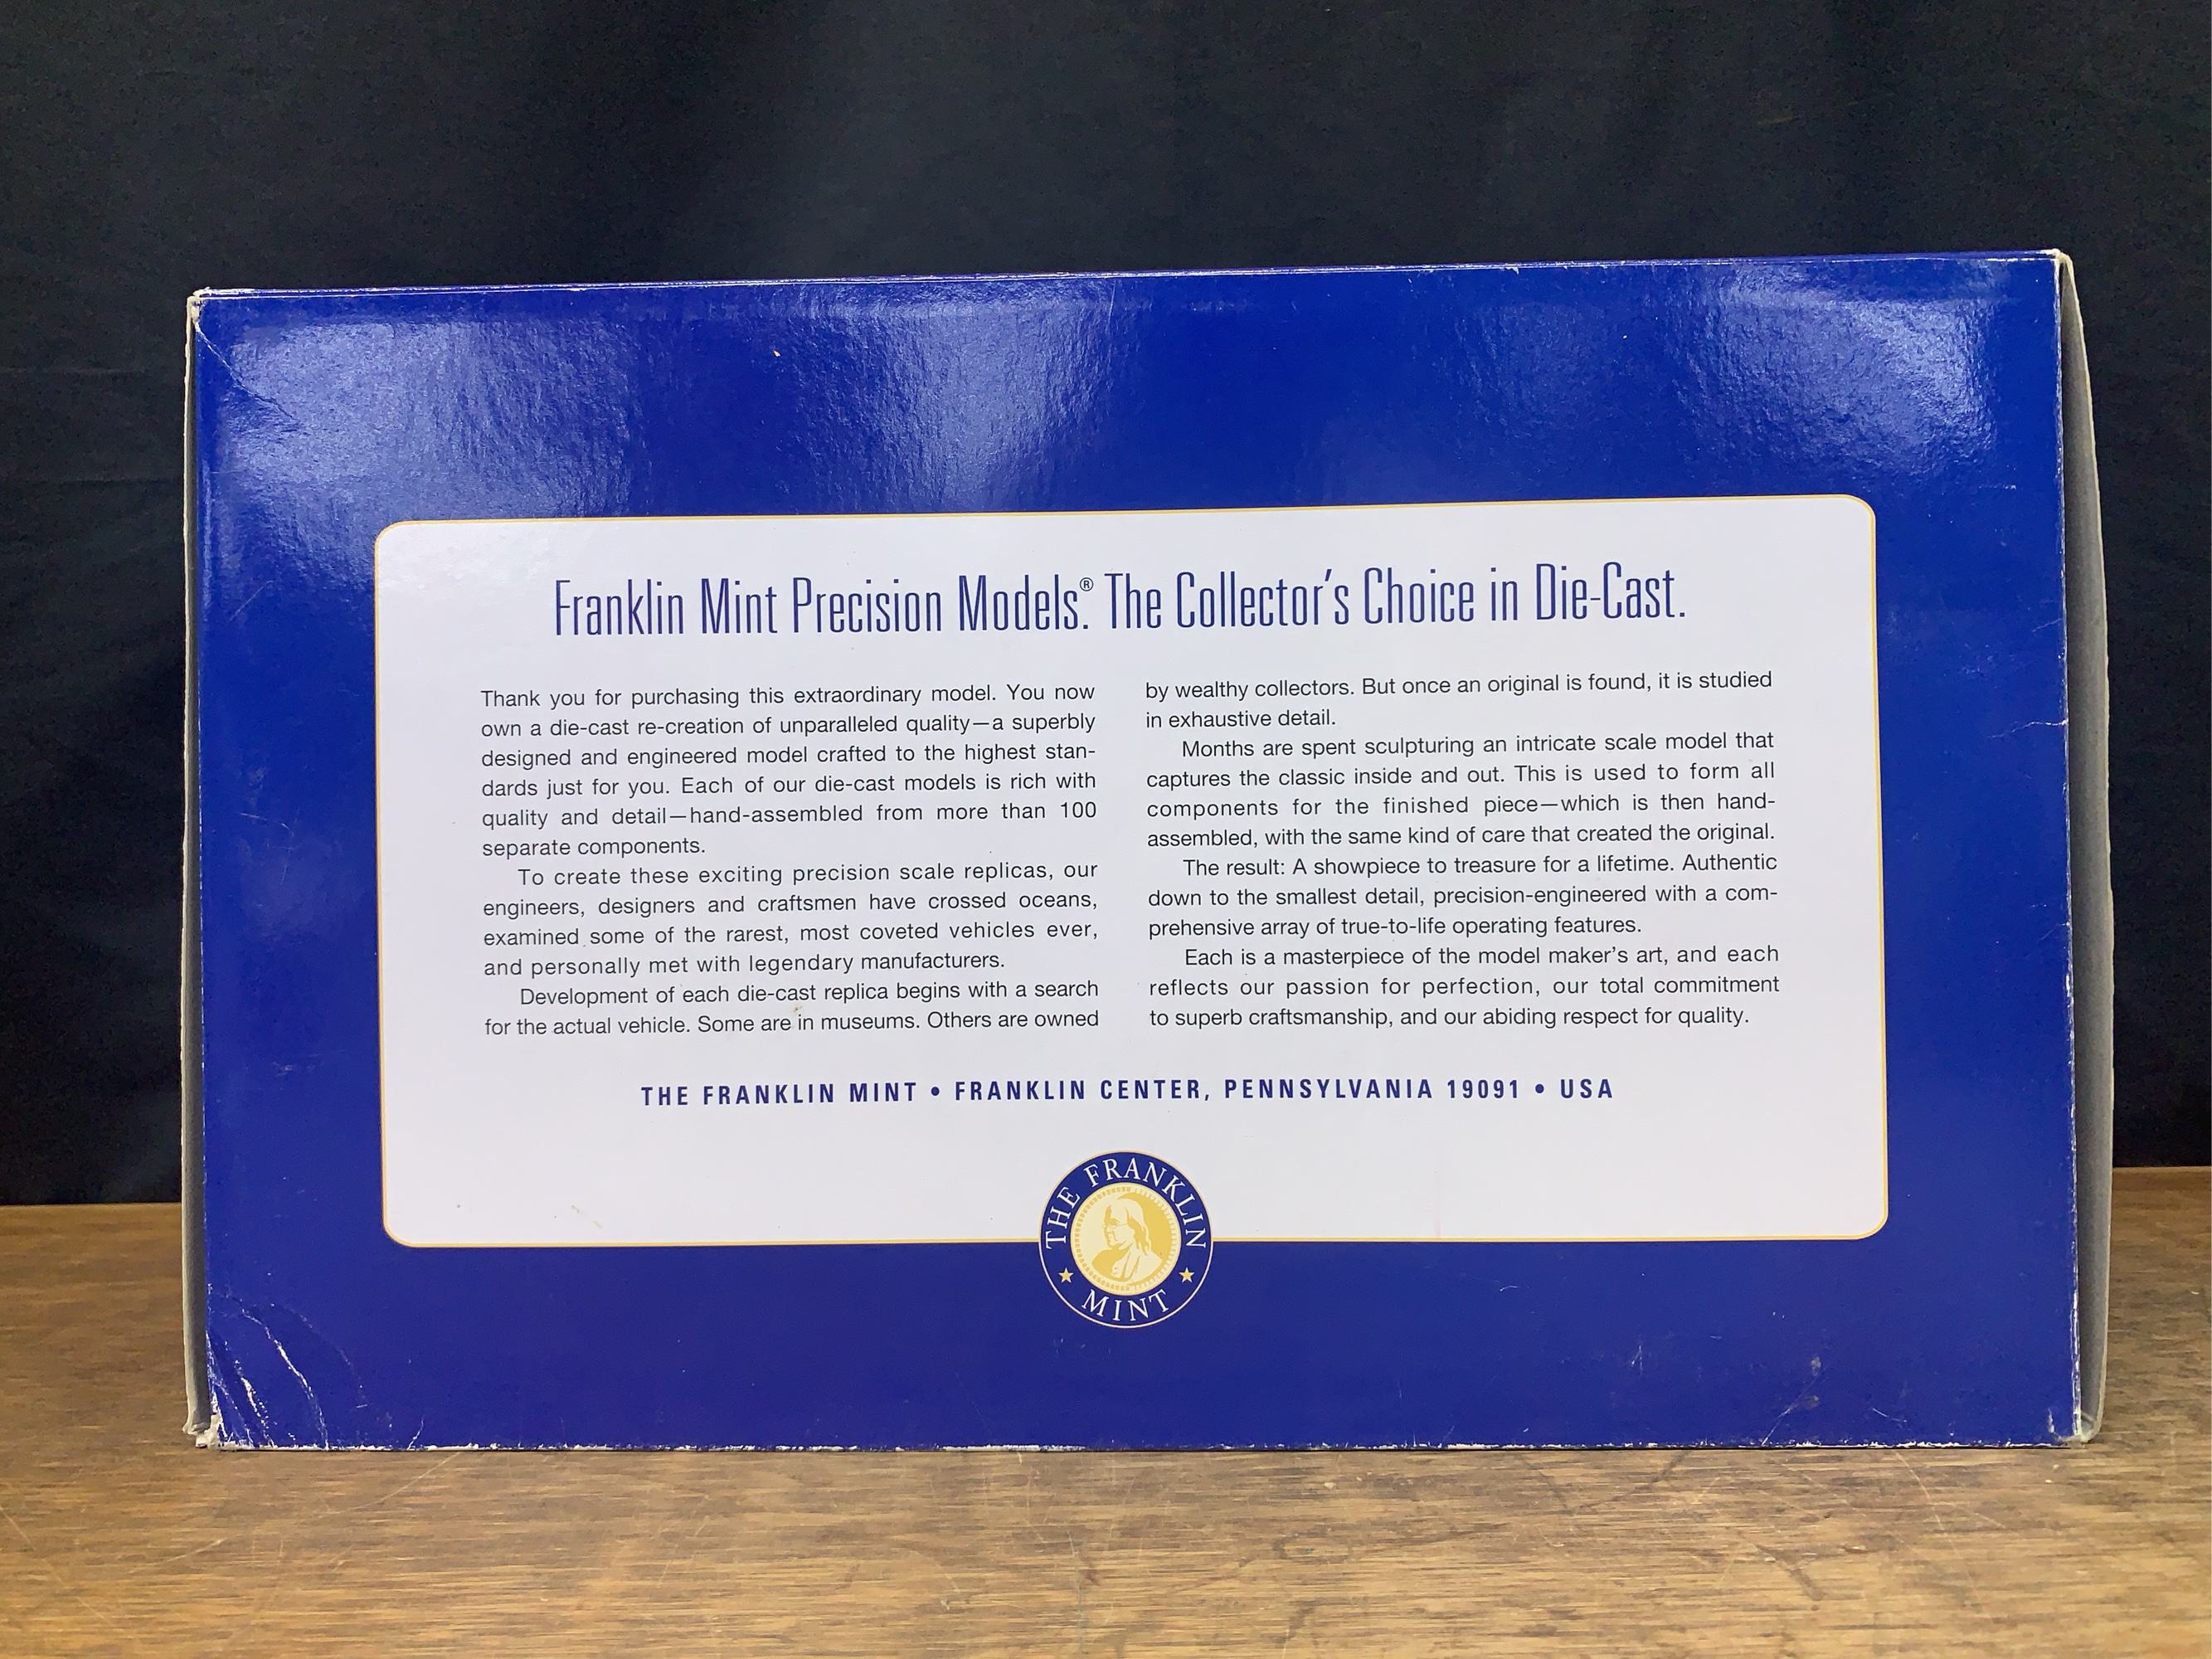 Franklin Mint Precision Models.® The Collector's Choice in Die-Cast.
Thank you for purchasing this extraordinary model. You now
own a die-cast re-creation of unparalleled quality—a superbly
designed and engineered model crafted to the highest stan-
dards just for you. Each of our die-cast models is rich with
quality and detail—hand-assembled from more than 100
separate components.
To create these exciting precision scale replicas, our
engineers, designers and craftsmen have crossed oceans,
examined some of the rarest, most coveted vehicles ever,
and personally met with legendary manufacturers.
Development of each die-cast replica begins with a search
for the actual vehicle. Some are in museums. Others are owned
by wealthy collectors. But once an original is found, it is studied
in exhaustive detail.
Months are spent sculpturing an intricate scale model that
captures the classic inside and out. This is used to form all
components for the finished piece—which is then hand-
assembled, with the same kind of care that created the original.
The result: A showpiece to treasure for a lifetime. Authentic
down to the smallest detail, precision-engineered with a com-
prehensive array of true-to-life operating features.
Each is a masterpiece of the model maker's art, and each
reflects our passion for perfection, our total commitment
to superb craftsmanship, and our abiding respect for quality.
THE FRANKLIN MINT • FRANKLIN CENTER, PENNSYLVANIA 19091 • USA
THE FRANKLIN
MINT